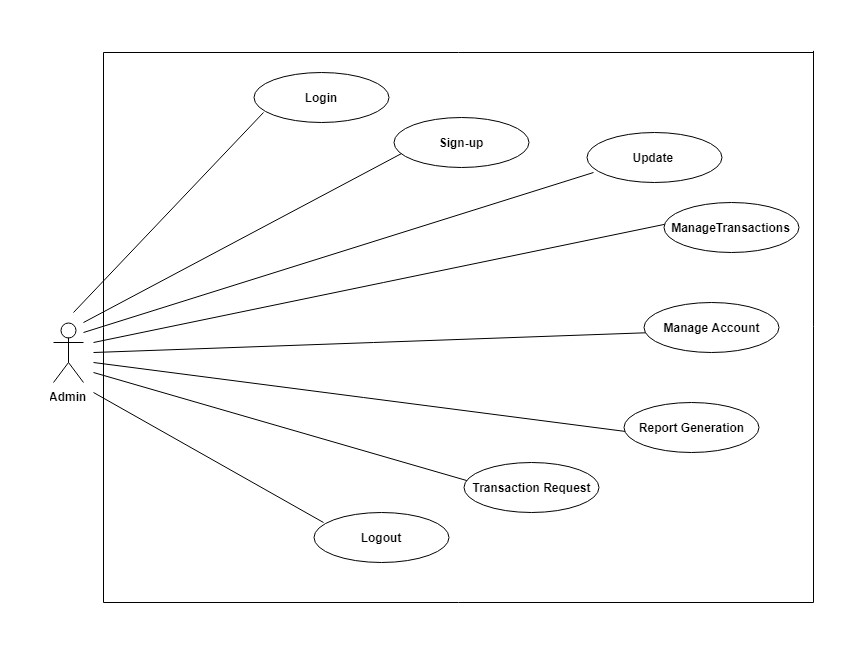 Login
Sign-up
Update
ManageTransactions
Manage Account
Admin
Report Generation
Transaction Request
Logout